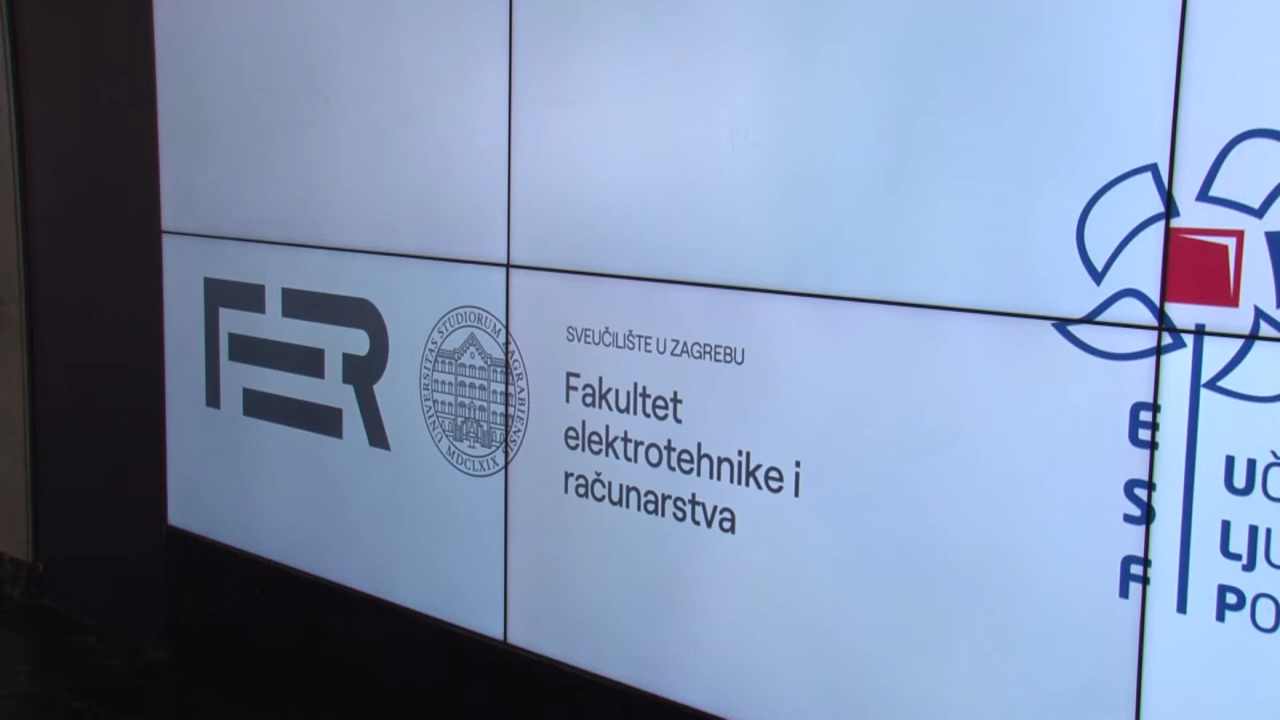 FER
UNIVERSITAS STUDIORUM ZAGRABIENSIS
MDCLXIX
SVEUČILIŠTE U ZAGREBU
Fakultet
elektrotehnike i
računarstva
E
S
F
UČ
LJU
PO